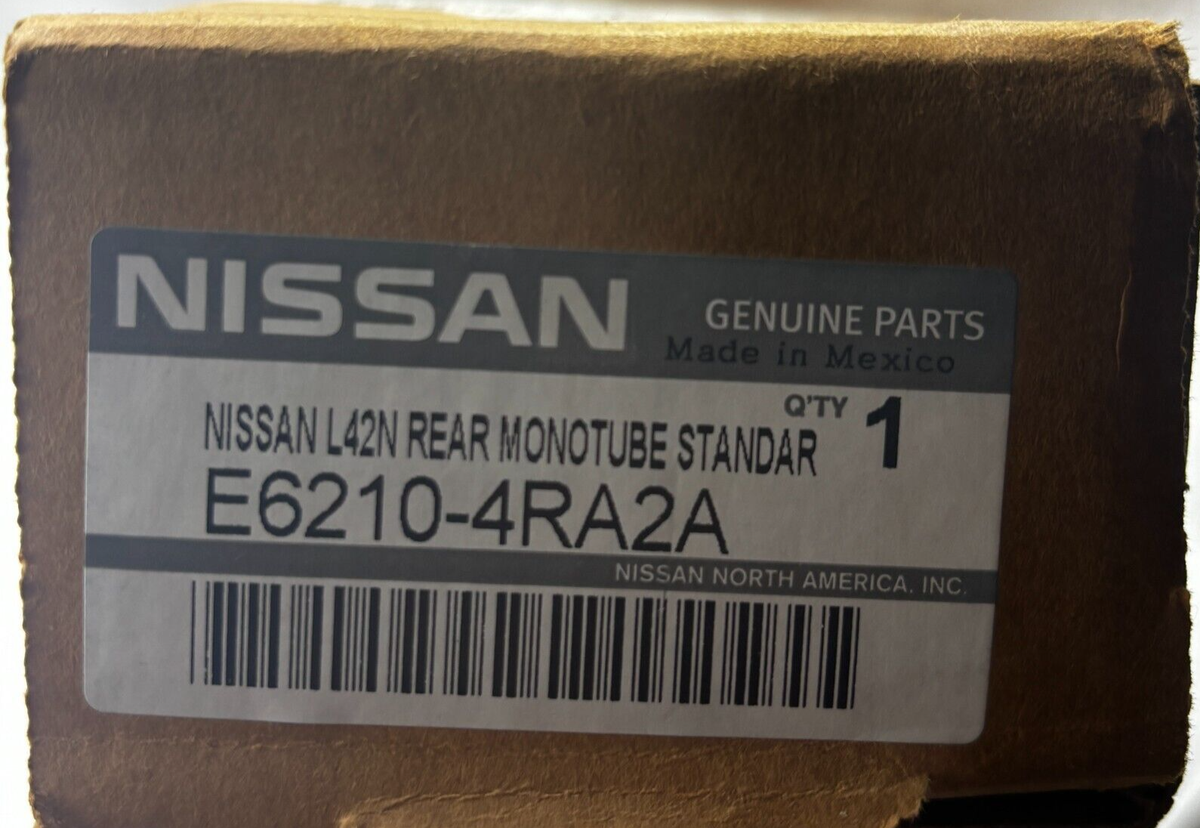 NISSAN GENUINE PARTS
Made in Mexico
Q'TY 1
NISSAN L42N REAR MONOTUBE STANDAR
E6210-4RA2A
NISSAN NORTH AMERICA, INC.